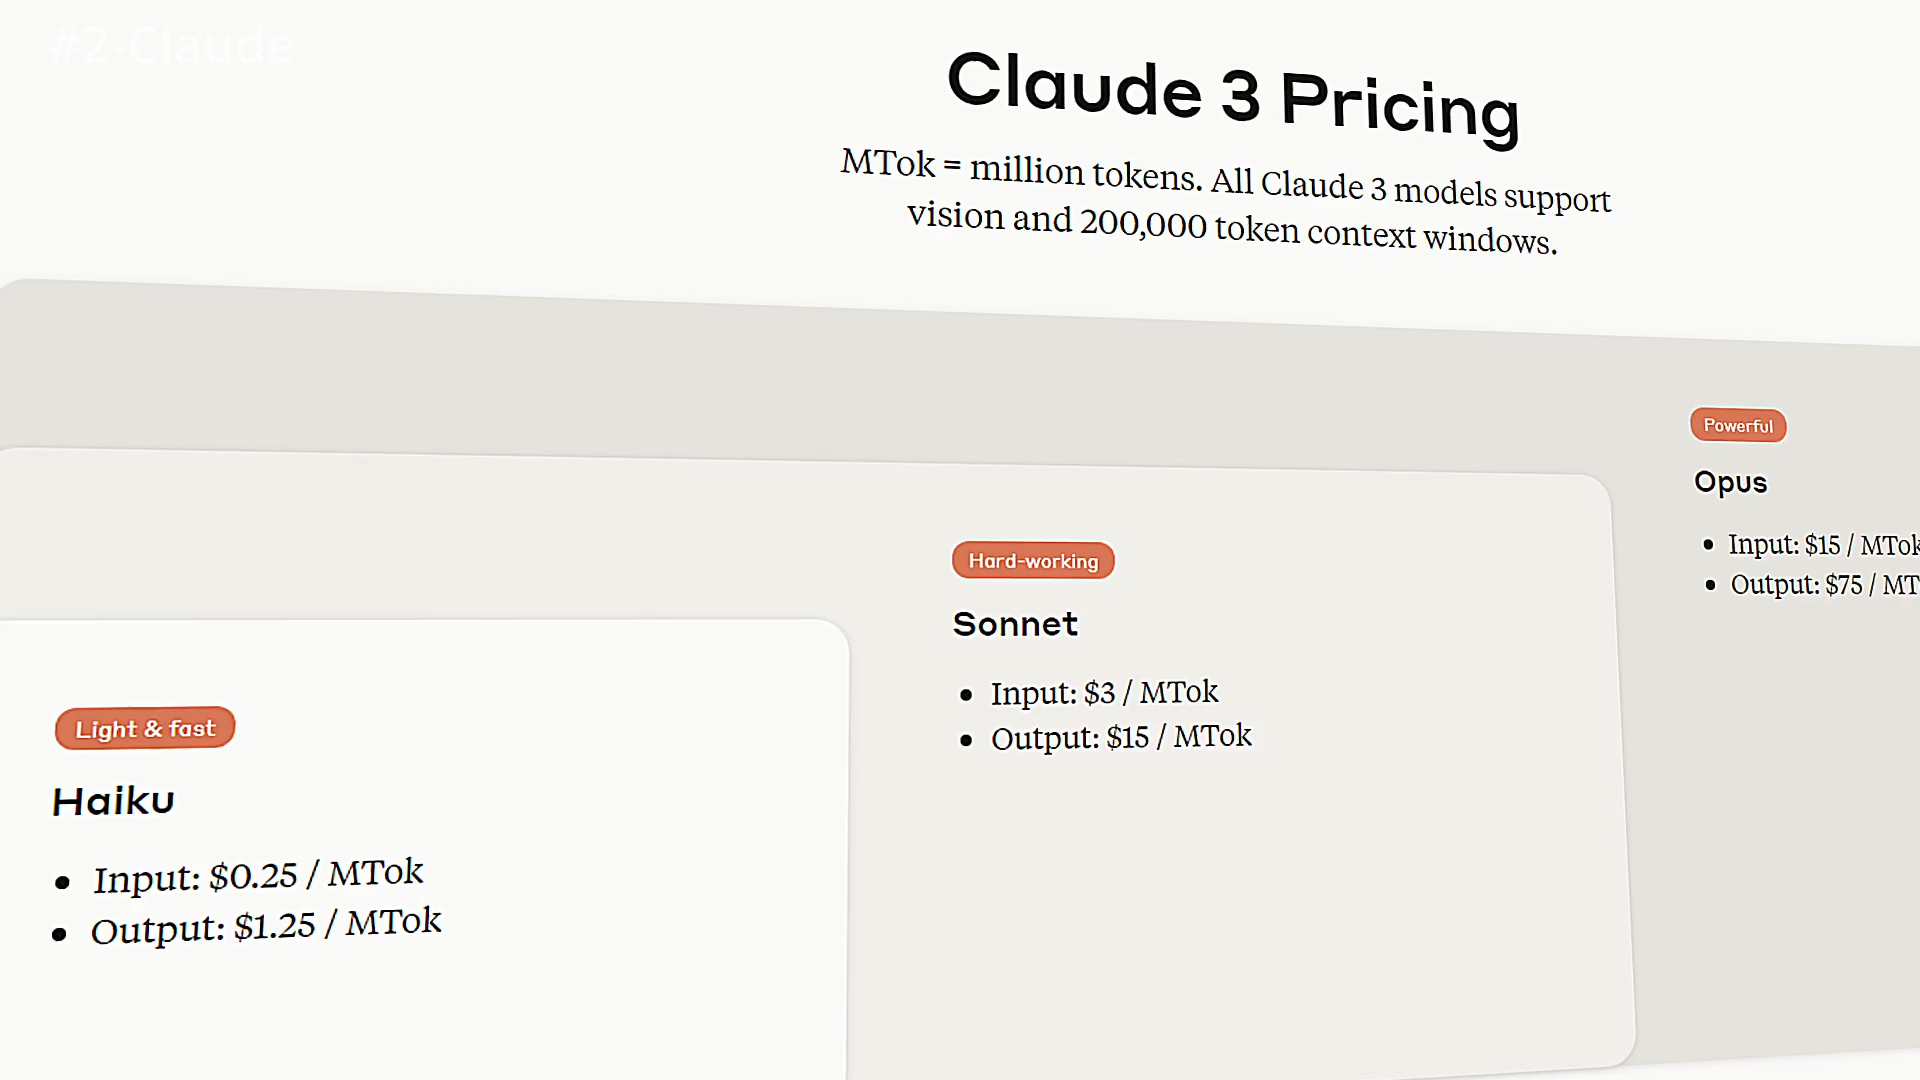 #2-Claude
Claude 3 Pricing
MTok = million tokens. All Claude 3 models support
vision and 200,000 token context windows.
Light & fast
Haiku
Input: $0.25 / MTok
Output: $1.25 / MTok
Hard-working
Sonnet
Input: $3 / MTok
Output: $15 / MTok
Powerful
Opus
Input: $15 / MTok
Output: $75 / MT